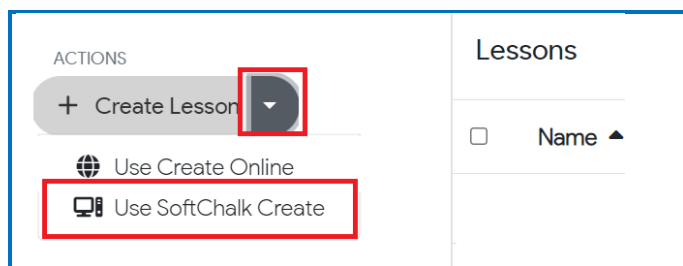 ACTIONS
+ Create Lesson
Use Create Online
Use SoftChalk Create
Lessons
Name